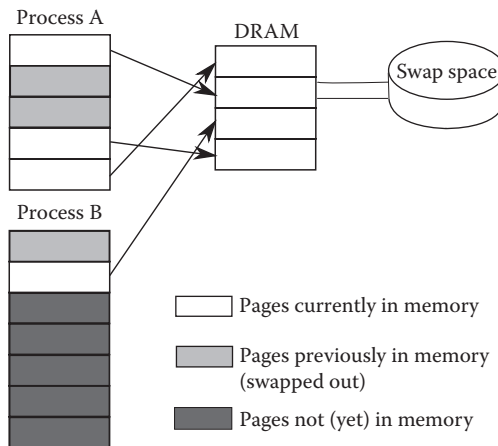 Process A
DRAM
Swap space
Process B
Pages currently in memory
Pages previously in memory
(swapped out)
Pages not (yet) in memory